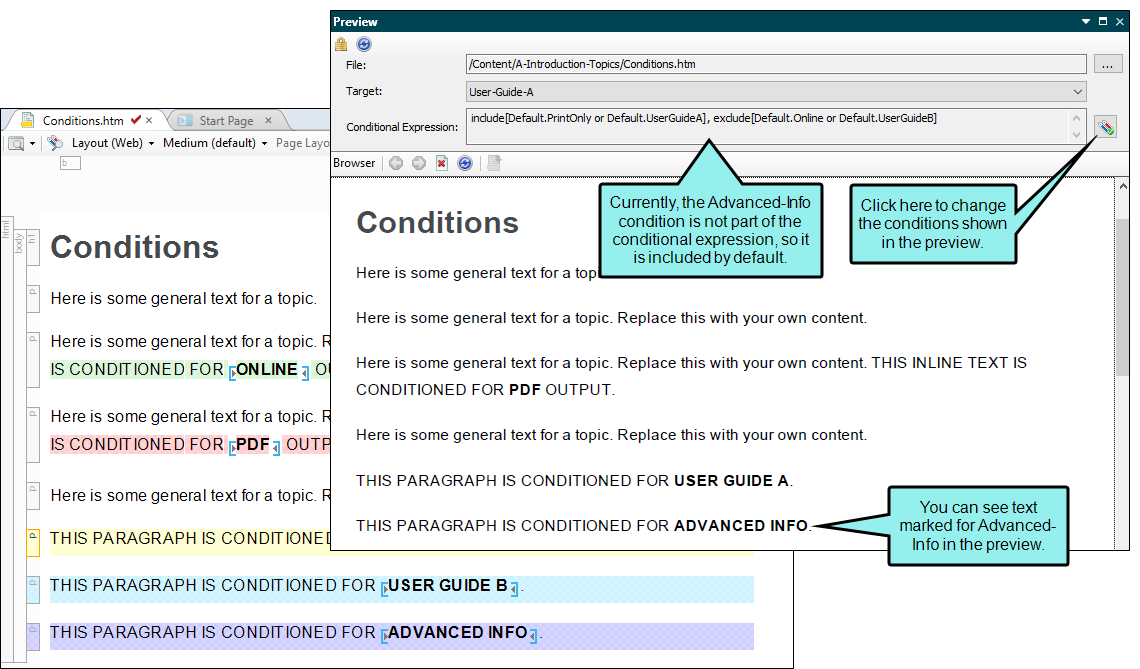 Preview
File:
/Content/A-Introduction-Topics/Conditions.htm
...
Target:
User-Guide-A
Conditional Expression:
include[Default.PrintOnly or Default.UserGuideA], exclude[Default.Online or Default.UserGuideB]
Browser
Conditions
Here is some general text for a topi
Here is some general text for a topic. Replace this with your own content.
Here is some general text for a topic. Replace this with your own content. THIS INLINE TEXT IS
CONDITIONED FOR PDF OUTPUT.
Here is some general text for a topic. Replace this with your own content.
THIS PARAGRAPH IS CONDITIONED FOR USER GUIDE A.
THIS PARAGRAPH IS CONDITIONED FOR ADVANCED INFO.
Currently, the Advanced-Info
condition is not part of the
conditional expression, so it
is included by default.
Click here to change
the conditions shown
in the preview.
You can see text
marked for Advanced-
Info in the preview.
Conditions.htm
Start Page
Layout (Web)
Medium (default)
Page Layo
b
html
body
h1
Conditions
p
Here is some general text for a topic.
p
Here is some general text for a topic. R
IS CONDITIONED FOR ONLINE OU
p
Here is some general text for a topic. R
IS CONDITIONED FOR PDF OUTP
p
Here is some general text for a topic. R
p
THIS PARAGRAPH IS CONDITIONED
p
THIS PARAGRAPH IS CONDITIONED FOR USER GUIDE B.
p
THIS PARAGRAPH IS CONDITIONED FOR ADVANCED INFO.